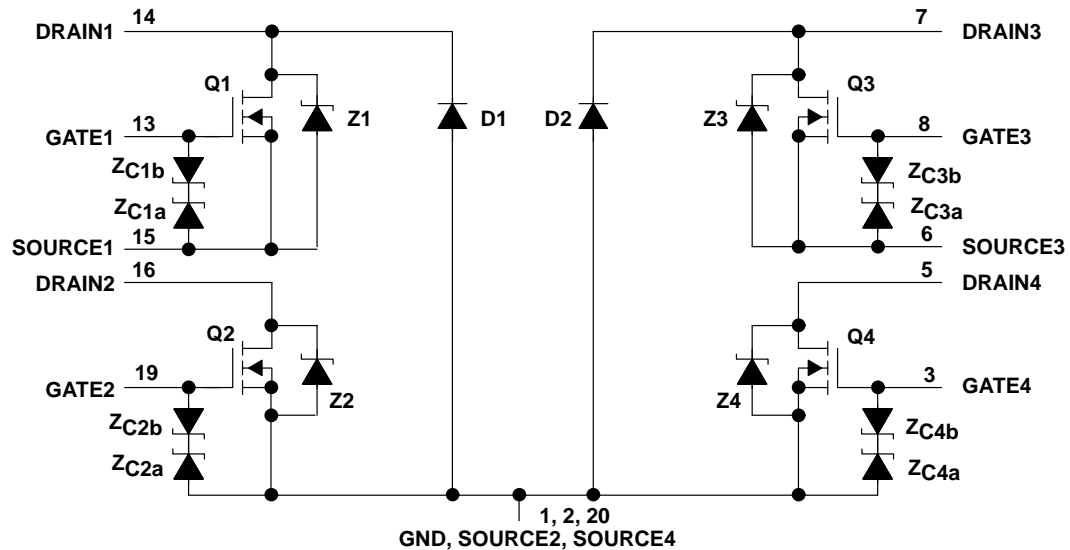 14
DRAIN1
7
DRAIN3
Q1
Z1
D1
D2
Z3
Q3
13
GATE1
8
GATE3
ZC1b
ZC1a
ZC3b
ZC3a
15
SOURCE1
6
SOURCE3
16
DRAIN2
5
DRAIN4
Q2
Z2
Z4
Q4
19
GATE2
3
GATE4
ZC2b
ZC2a
ZC4b
ZC4a
1, 2, 20
GND, SOURCE2, SOURCE4